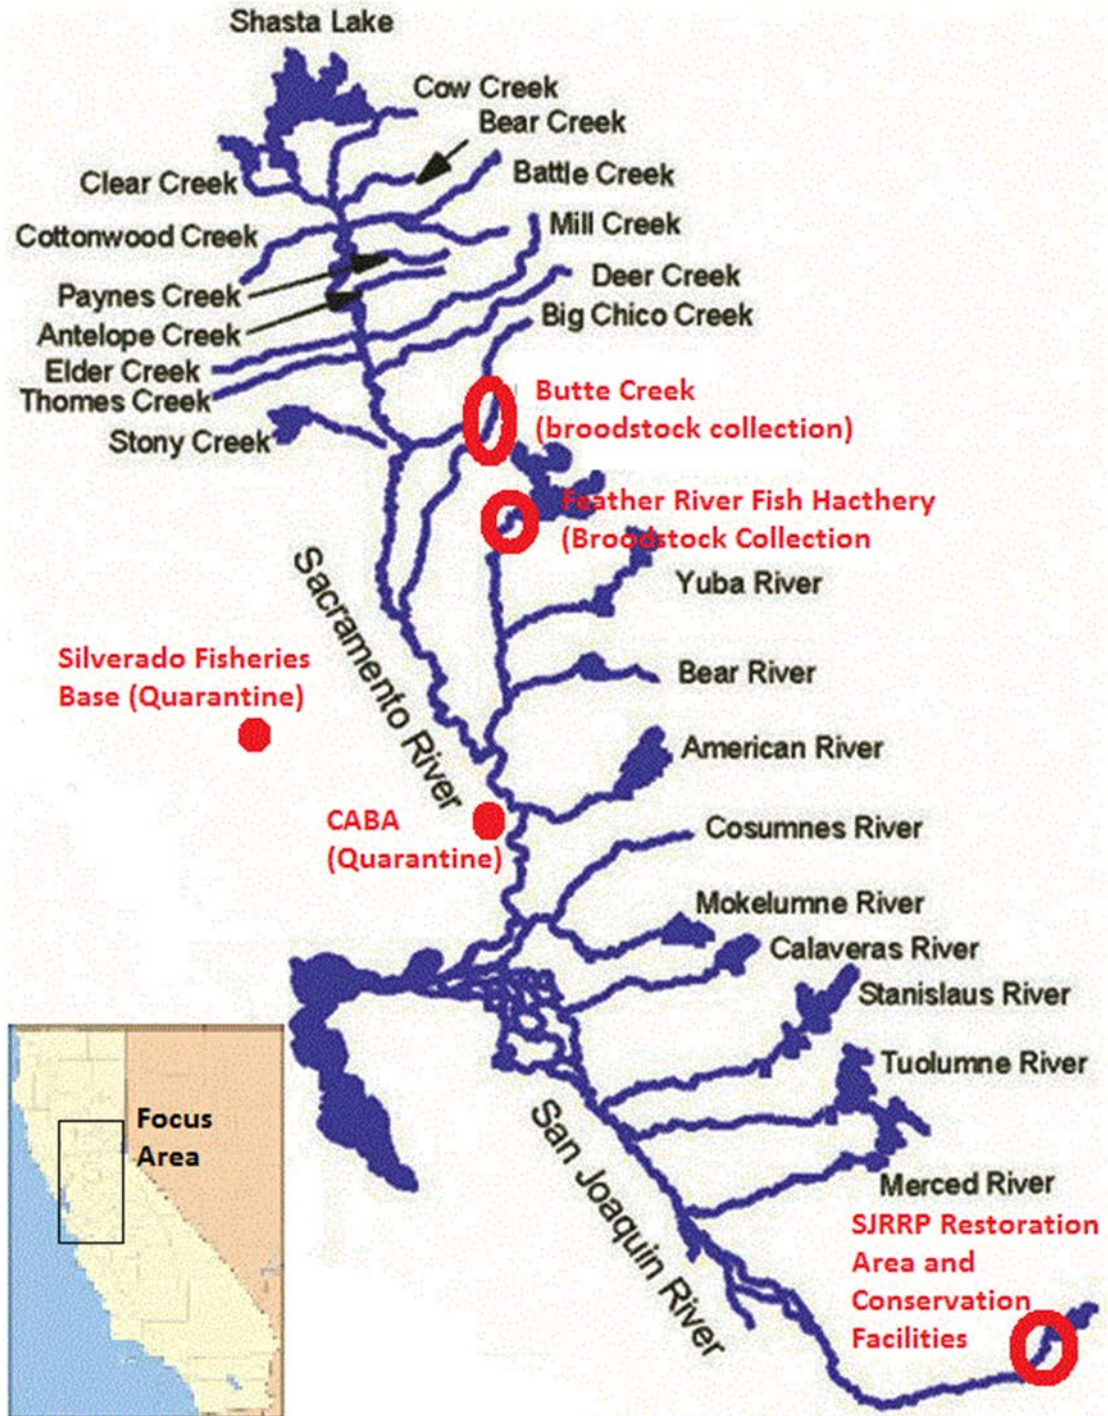 Shasta Lake
Cow Creek
Bear Creek
Clear Creek
Battle Creek
Cottonwood Creek
Mill Creek
Paynes Creek
Deer Creek
Antelope Creek
Big Chico Creek
Elder Creek
Thomes Creek
Stony Creek
Butte Creek
(broodstock collection)
Feather River Fish Hacthery
(Broodstock Collection
Sacramento River
Yuba River
Silverado Fisheries
Base (Quarantine)
Bear River
American River
CABA
(Quarantine)
Cosumnes River
Mokelumne River
Calaveras River
Stanislaus River
Tuolumne River
San Joaquin River
Merced River
SJRRP Restoration
Area and
Conservation
Facilities
Focus
Area